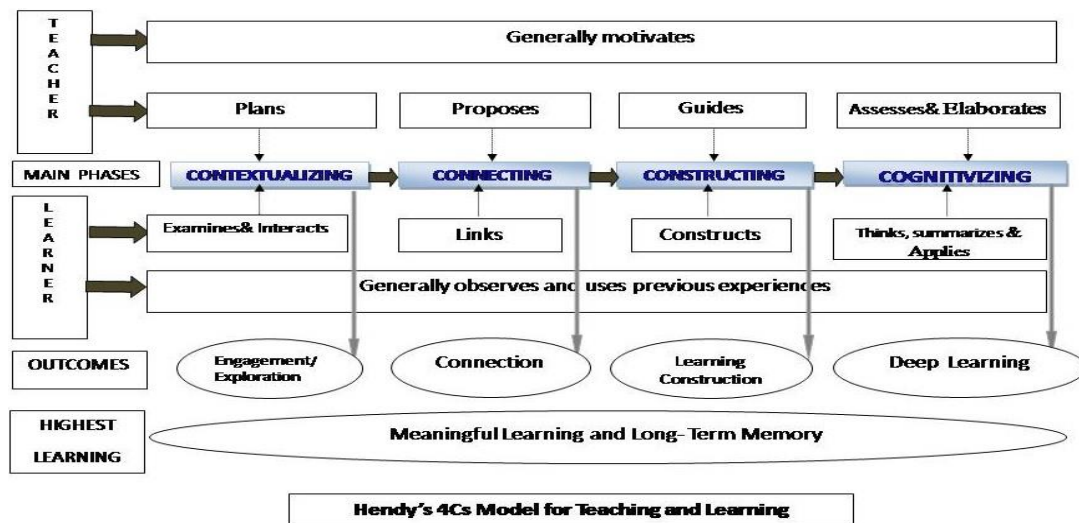 TEACHER
Generally motivates
Plans
Proposes
Guides
Assesses& Elaborates
MAIN PHASES
CONTEXTUALIZING
CONNECTING
CONSTRUCTING
COGNITIVIZING
LEARNER
Examines& Interacts
Links
Constructs
Thinks, summarizes &
Applies
Generally observes and uses previous experiences
OUTCOMES
Engagement/
Exploration
Connection
Learning
Construction
Deep Learning
HIGHEST
LEARNING
Meaningful Learning and Long-Term Memory
Hendy's 4Cs Model for Teaching and Learning